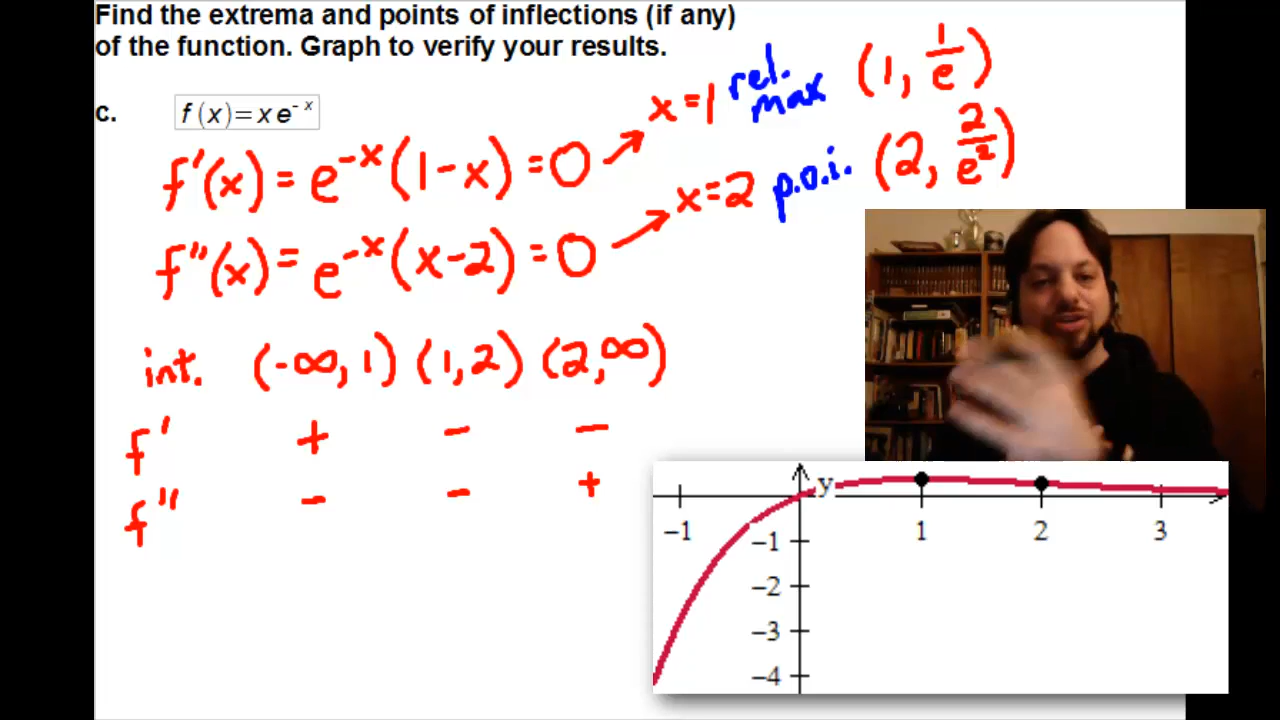 Find the extrema and points of inflections (if any)
of the function. Graph to verify your results.
c. f (x)= x e^- x
f'(x) = e^-x (1-x) = 0 → x=1 rel. max (1, 1/e)
f''(x) = e^-x (x-2) = 0 → x=2 p.o.i. (2, 2/e^2)
int. (-∞, 1) (1, 2) (2, ∞)
f' + - -
f'' - - +
y
-1 1 2 3
-1
-2
-3
-4